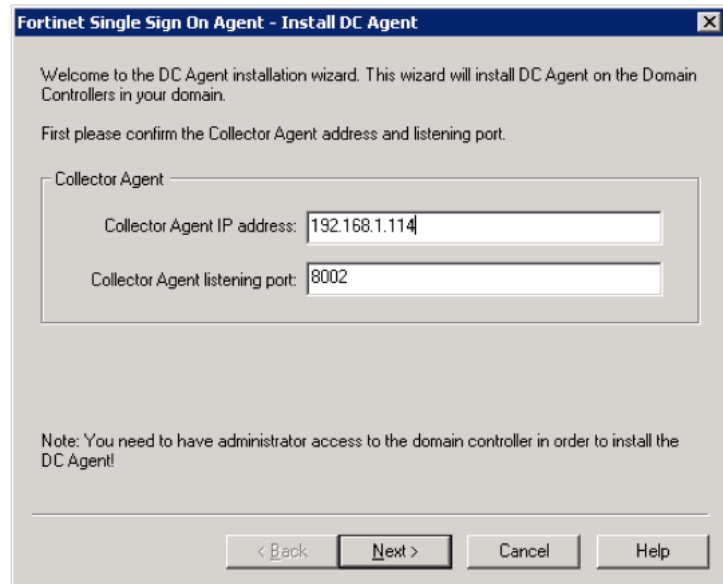 Fortinet Single Sign On Agent - Install DC Agent
Welcome to the DC Agent installation wizard. This wizard will install DC Agent on the Domain
Controllers in your domain.
First please confirm the Collector Agent address and listening port.
Collector Agent
Collector Agent IP address: 192.168.1.114
Collector Agent listening port: 8002
Note: You need to have administrator access to the domain controller in order to install the
DC Agent!
< Back Next > Cancel Help